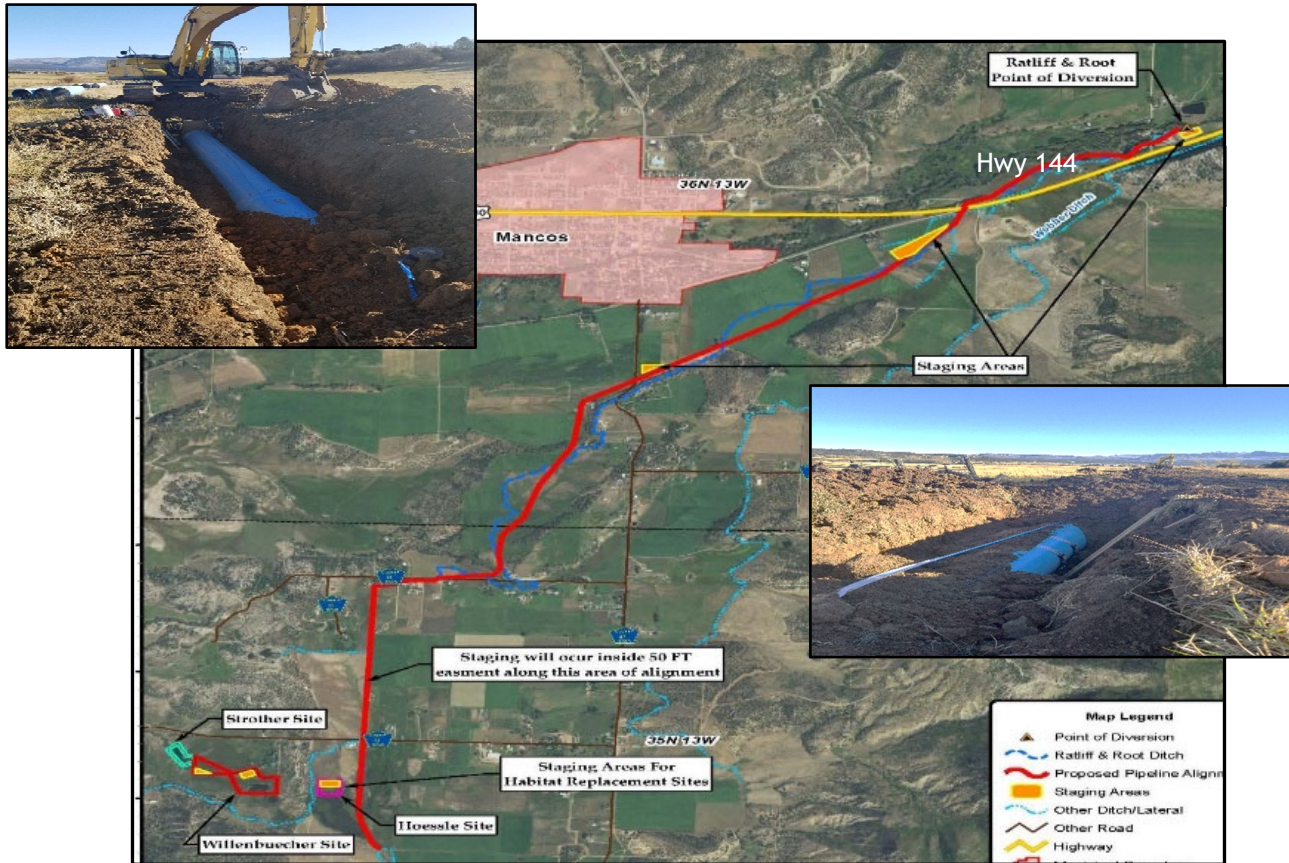 Ratliff & Root
Point of Diversion
Hwy 144
36N 13W
Webber Ditch
Mancos
Staging Areas
Staging will ocur inside 50 FT
easment along this area of alignment
Strother Site
35N 13W
Staging Areas For
Habitat Replacement Sites
Hoessle Site
Willenbuecher Site
Map Legend
Point of Diversion
Ratliff & Root Ditch
Proposed Pipeline Alignm
Staging Areas
Other Ditch/Lateral
Other Road
Highway